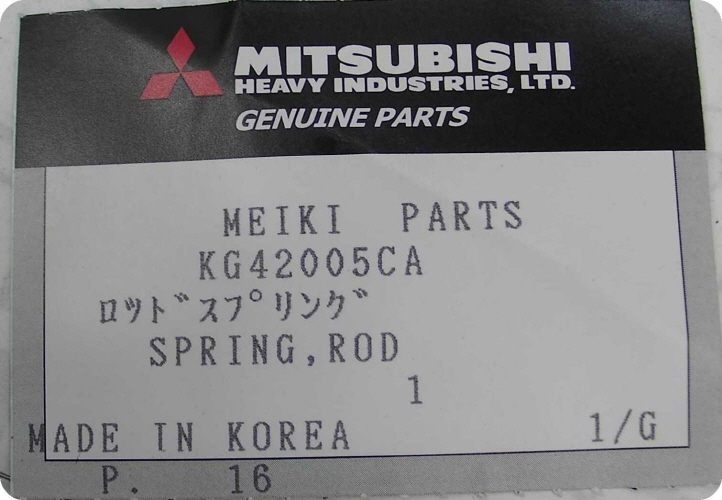 MITSUBISHI
HEAVY INDUSTRIES, LTD.
GENUINE PARTS
MEIKI PARTS
KG42005CA
ﾛｯﾄﾞｽﾌﾟﾘﾝｸﾞ
SPRING,ROD
1
MADE IN KOREA 1/G
P. 16